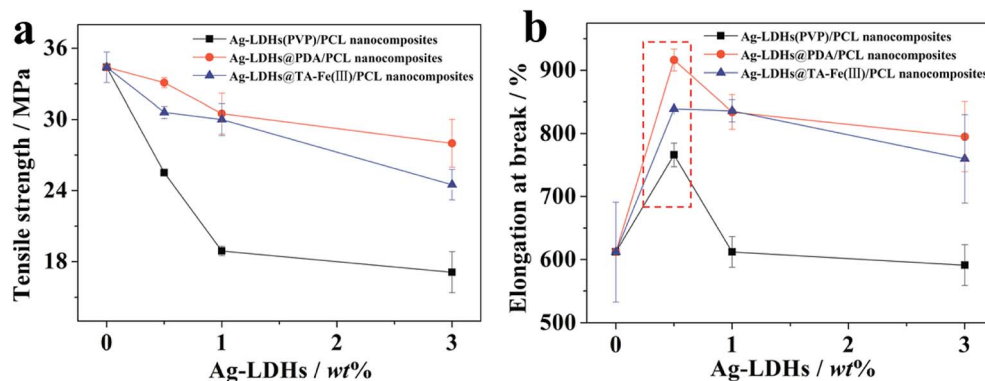 a
Tensile strength / MPa
36
30
24
18
0
1
2
3
Ag-LDHs / wt%
Ag-LDHs(PVP)/PCL nanocomposites
Ag-LDHs@PDA/PCL nanocomposites
Ag-LDHs@TA-Fe(III)/PCL nanocomposites
b
Elongation at break / %
900
800
700
600
500
0
1
2
3
Ag-LDHs / wt%
Ag-LDHs(PVP)/PCL nanocomposites
Ag-LDHs@PDA/PCL nanocomposites
Ag-LDHs@TA-Fe(III)/PCL nanocomposites